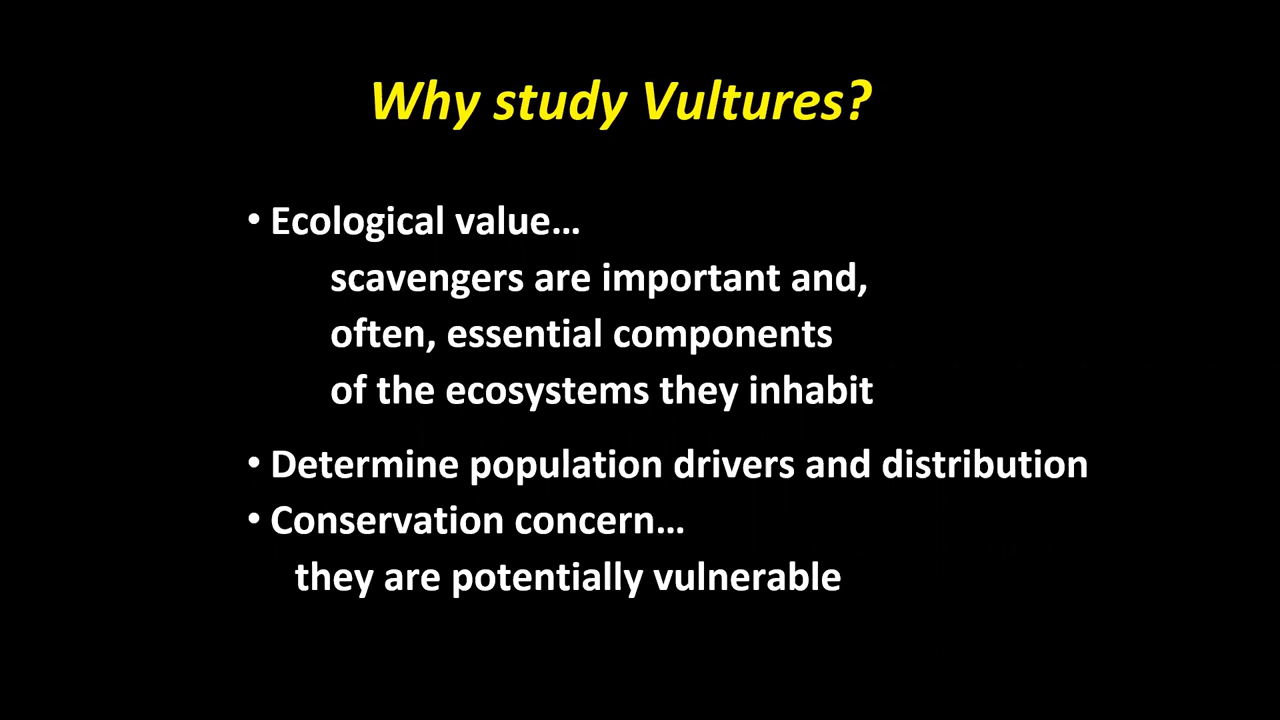 Why study Vultures?
• Ecological value…
scavengers are important and,
often, essential components
of the ecosystems they inhabit
• Determine population drivers and distribution
• Conservation concern…
they are potentially vulnerable